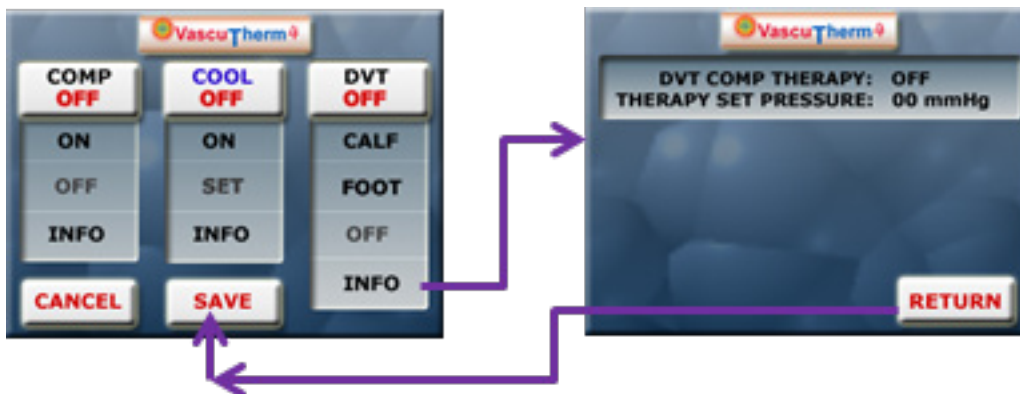 VascuTherm4
COMP
OFF
ON
OFF
INFO
COOL
OFF
ON
SET
INFO
DVT
OFF
CALF
FOOT
OFF
INFO
CANCEL
SAVE
VascuTherm4
DVT COMP THERAPY: OFF
THERAPY SET PRESSURE: 00 mmHg
RETURN